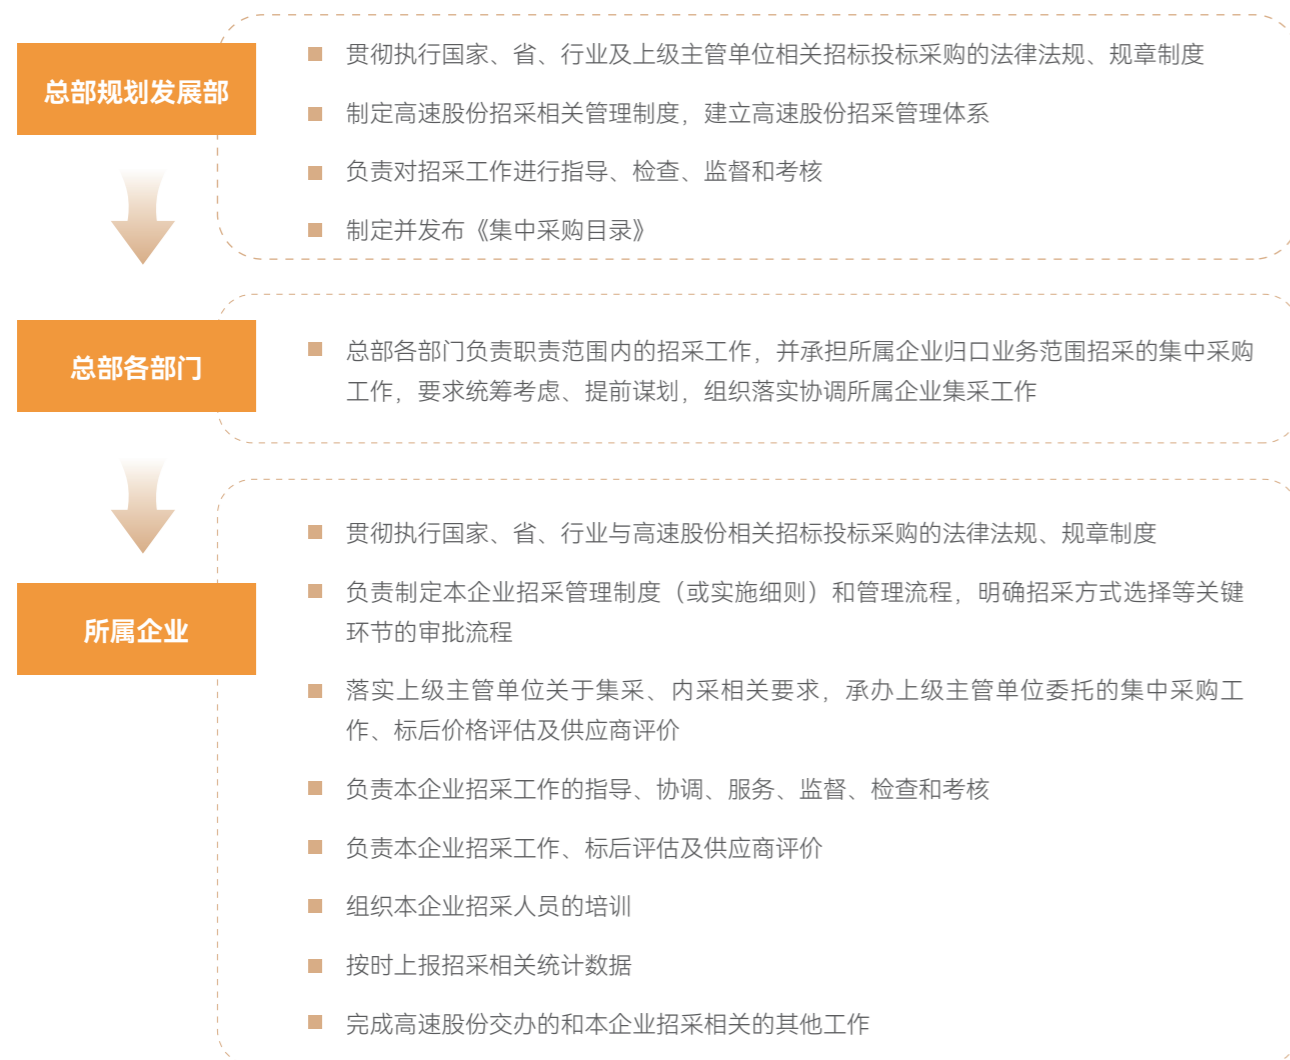 总部规划发展部
贯彻执行国家、省、行业及上级主管单位相关招标投标采购的法律法规、规章制度
制定高速股份招采相关管理制度，建立高速股份招采管理体系
负责对招采工作进行指导、检查、监督和考核
制定并发布《集中采购目录》
总部各部门
总部各部门负责职责范围内的招采工作，并承担所属企业归口业务范围招采的集中采购
工作，要求统筹考虑、提前谋划，组织落实协调所属企业集采工作
所属企业
贯彻执行国家、省、行业与高速股份相关招标投标采购的法律法规、规章制度
负责制定本企业招采管理制度（或实施细则）和管理流程，明确招采方式选择等关键
环节的审批流程
落实上级主管单位关于集采、内采相关要求，承办上级主管单位委托的集中采购工
作、标后价格评估及供应商评价
负责本企业招采工作的指导、协调、服务、监督、检查和考核
负责本企业招采工作、标后评估及供应商评价
组织本企业招采人员的培训
按时上报招采相关统计数据
完成高速股份交办的和本企业招采相关的其他工作